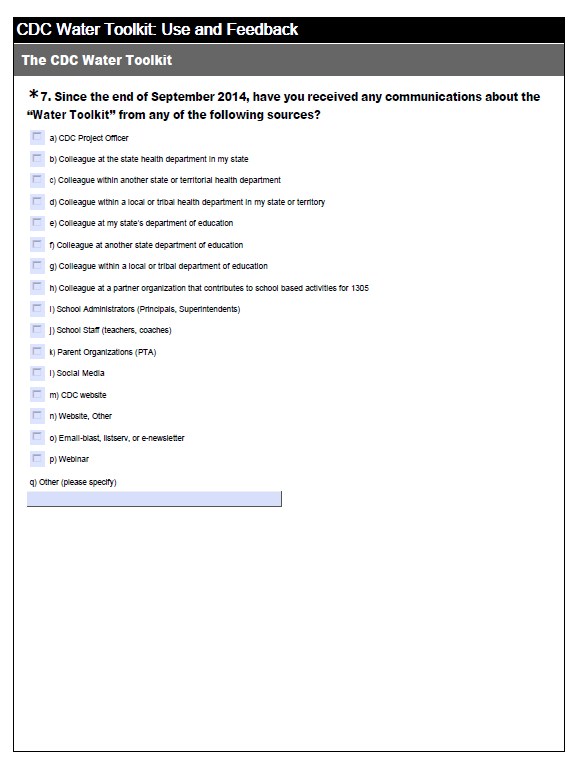 CDC Water Toolkit: Use and Feedback
The CDC Water Toolkit
*7. Since the end of September 2014, have you received any communications about the
“Water Toolkit” from any of the following sources?
a) CDC Project Officer
b) Colleague at the state health department in my state
c) Colleague within another state or territorial health department
d) Colleague within a local or tribal health department in my state or territory
e) Colleague at my state's department of education
f) Colleague at another state department of education
g) Colleague within a local or tribal department of education
h) Colleague at a partner organization that contributes to school based activities for 1305
i) School Administrators (Principals, Superintendents)
j) School Staff (teachers, coaches)
k) Parent Organizations (PTA)
l) Social Media
m) CDC website
n) Website, Other
o) Email-blast, listserv, or e-newsletter
p) Webinar
q) Other (please specify)